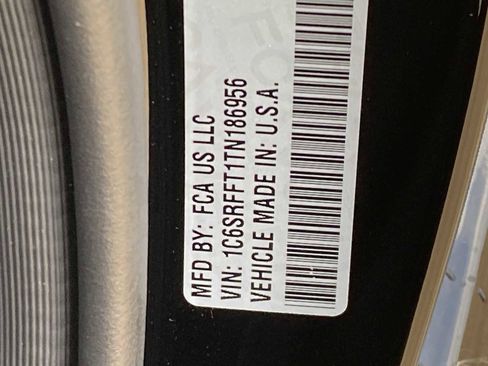 MFD BY: FCA US LLC
VIN: 1C6SRFFT1TN186956
VEHICLE MADE IN: U.S.A.